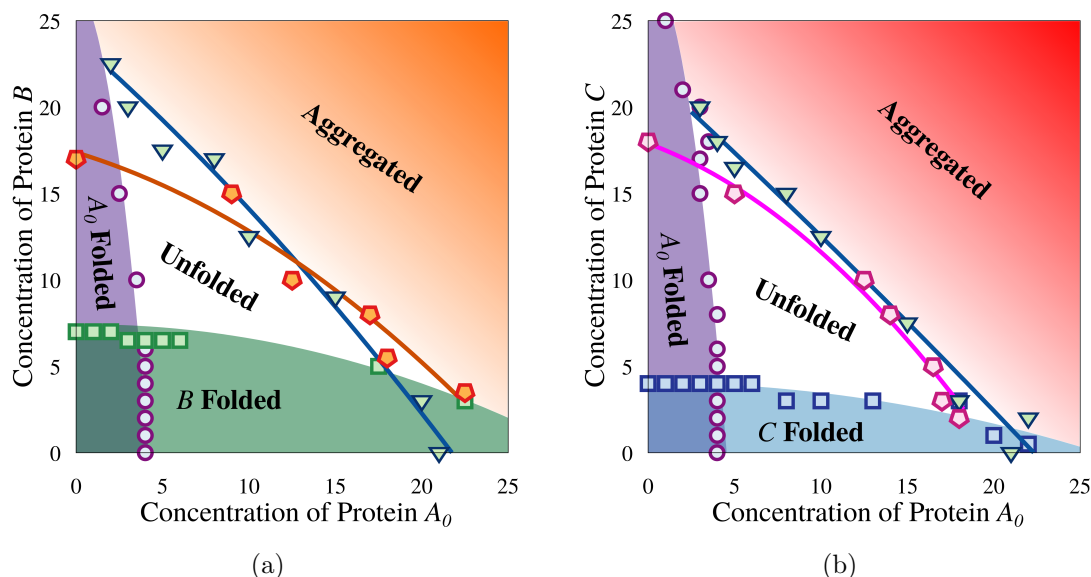 25
20
15
10
5
0
0
5
10
15
20
25
Concentration of Protein B
Concentration of Protein A0
A0 Folded
Unfolded
Aggregated
B Folded
(a)
25
20
15
10
5
0
0
5
10
15
20
25
Concentration of Protein C
Concentration of Protein A0
A0 Folded
Unfolded
Aggregated
C Folded
(b)